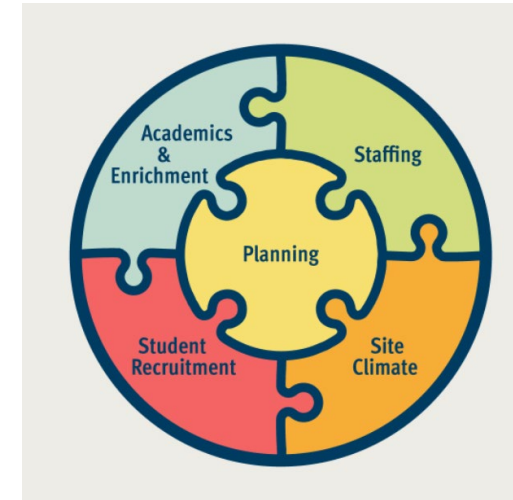 Academics
&
Enrichment
Staffing
Planning
Student
Recruitment
Site
Climate